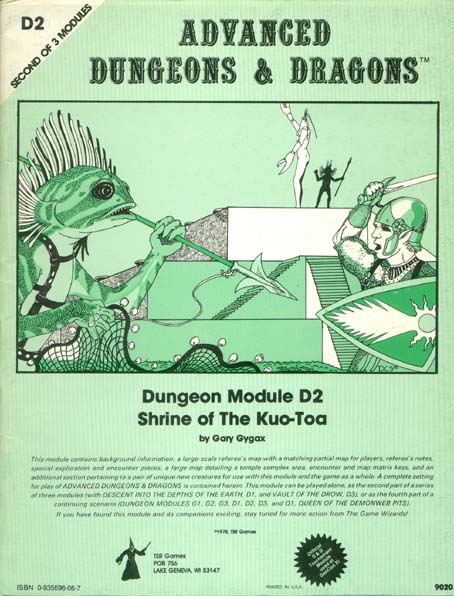 D2
SECOND OF 3 MODULES
ADVANCED
DUNGEONS & DRAGONS™
DCS
Dungeon Module D2
Shrine of The Kuo-Toa
by Gary Gygax
This module contains background information, a large-scale referee's map with a matching partial map for players, referee's notes,
special exploration and encounter pieces, a large map detailing a temple complex area, encounter and map matrix keys, and an
additional section pertaining to a pair of unique new creatures for use with this module and the game as a whole. A complete setting
for play of ADVANCED DUNGEONS & DRAGONS is contained herein. This module can be played alone, as the second part of a series
of three modules (with DESCENT INTO THE DEPTHS OF THE EARTH, D1, and VAULT OF THE DROW, D3), or as the fourth part of a
continuing scenario (DUNGEON MODULES G1, G2, G3, D1, D2, D3, and Q1, QUEEN OF THE DEMONWEB PITS).
If you have found this module and its companions exciting, stay tuned for more action from The Game Wizards!
©1978, TSR Games
TSR Games
POB 756
LAKE GENEVA, WI 53147
Official
D & D
Tournament
Module
used at
ISBN 0-935696-06-7
PRINTED IN U.S.A.
9020